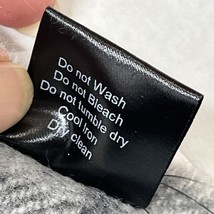 Do not Wash
Do not Bleach
Do not tumble dry
Cool Iron
Dry clean